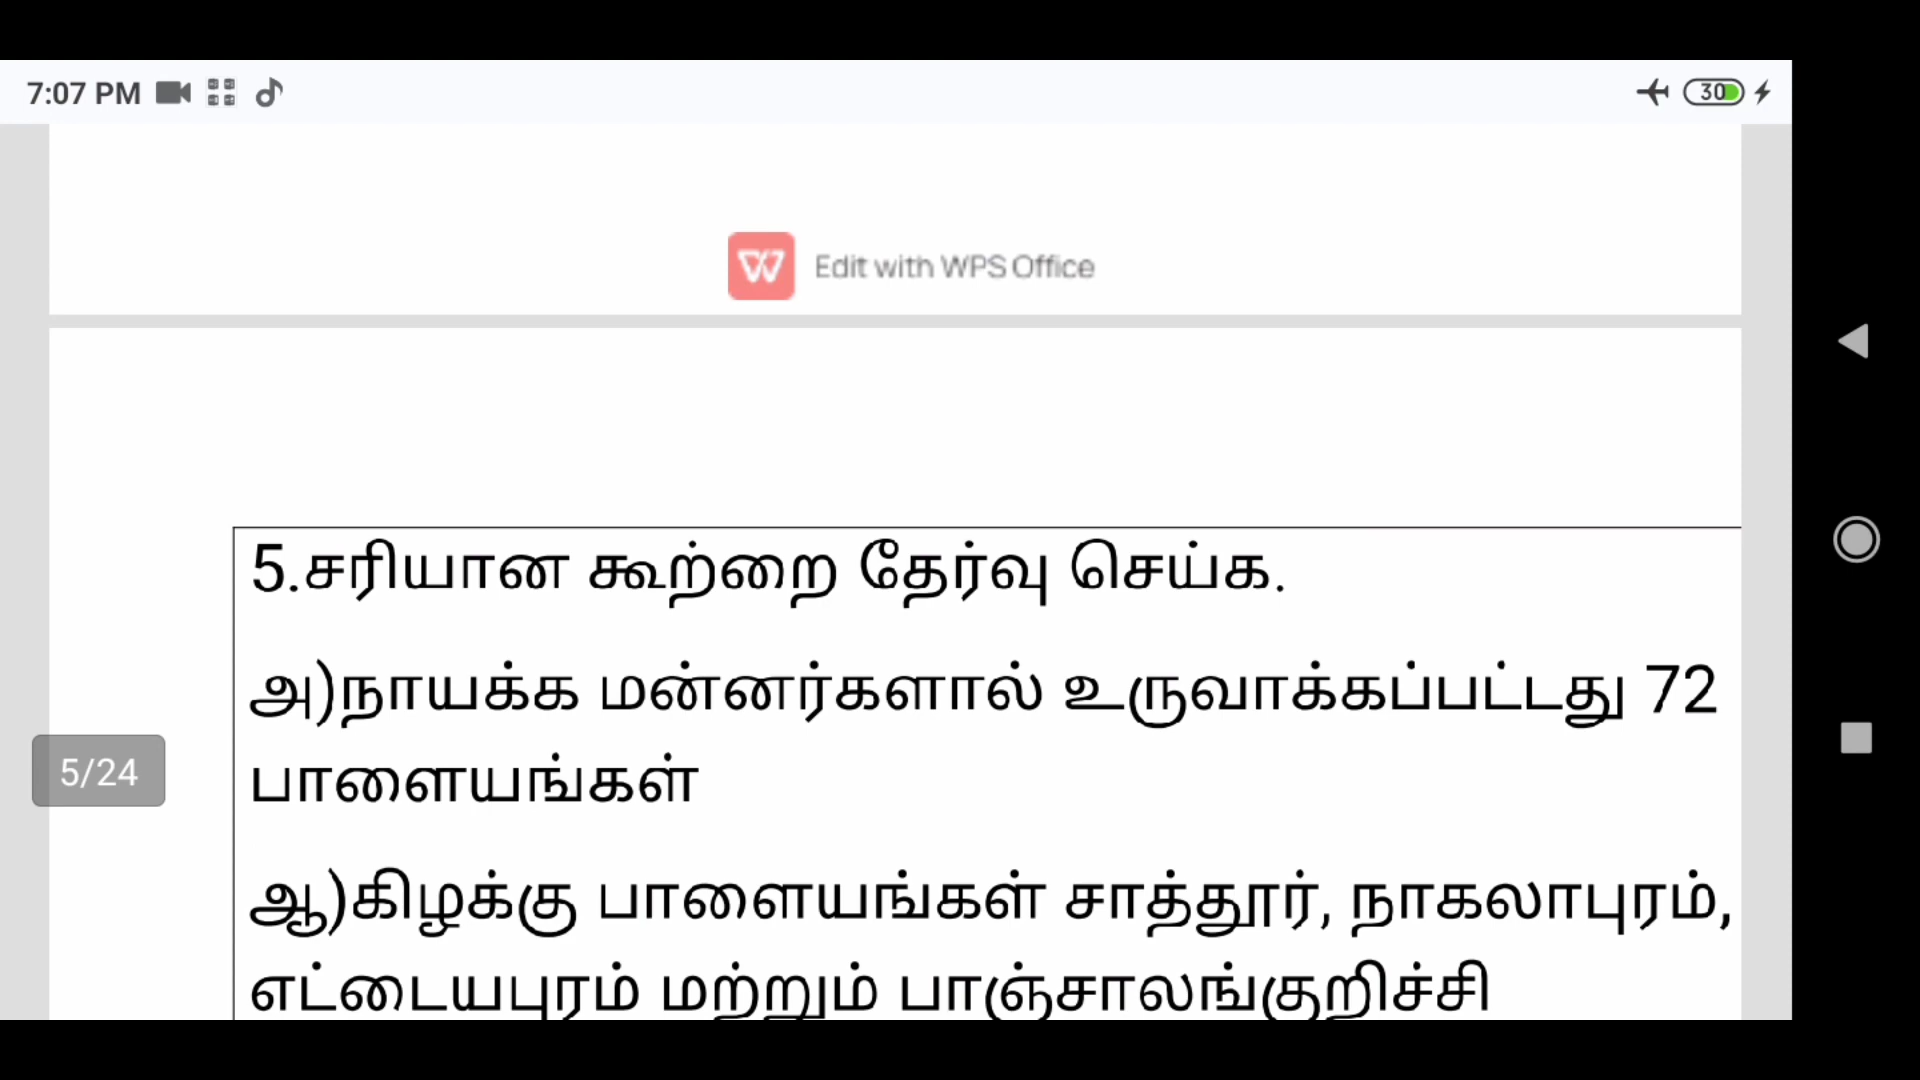 7:07 PM
30
Edit with WPS Office
5.சரியான கூற்றை தேர்வு செய்க.
அ)நாயக்க மன்னர்களால் உருவாக்கப்பட்டது 72
பாளையங்கள்
5/24
ஆ)கிழக்கு பாளையங்கள் சாத்தூர், நாகலாபுரம்,
எட்டையபுரம் மற்றும் பாஞ்சாலங்குறிச்சி